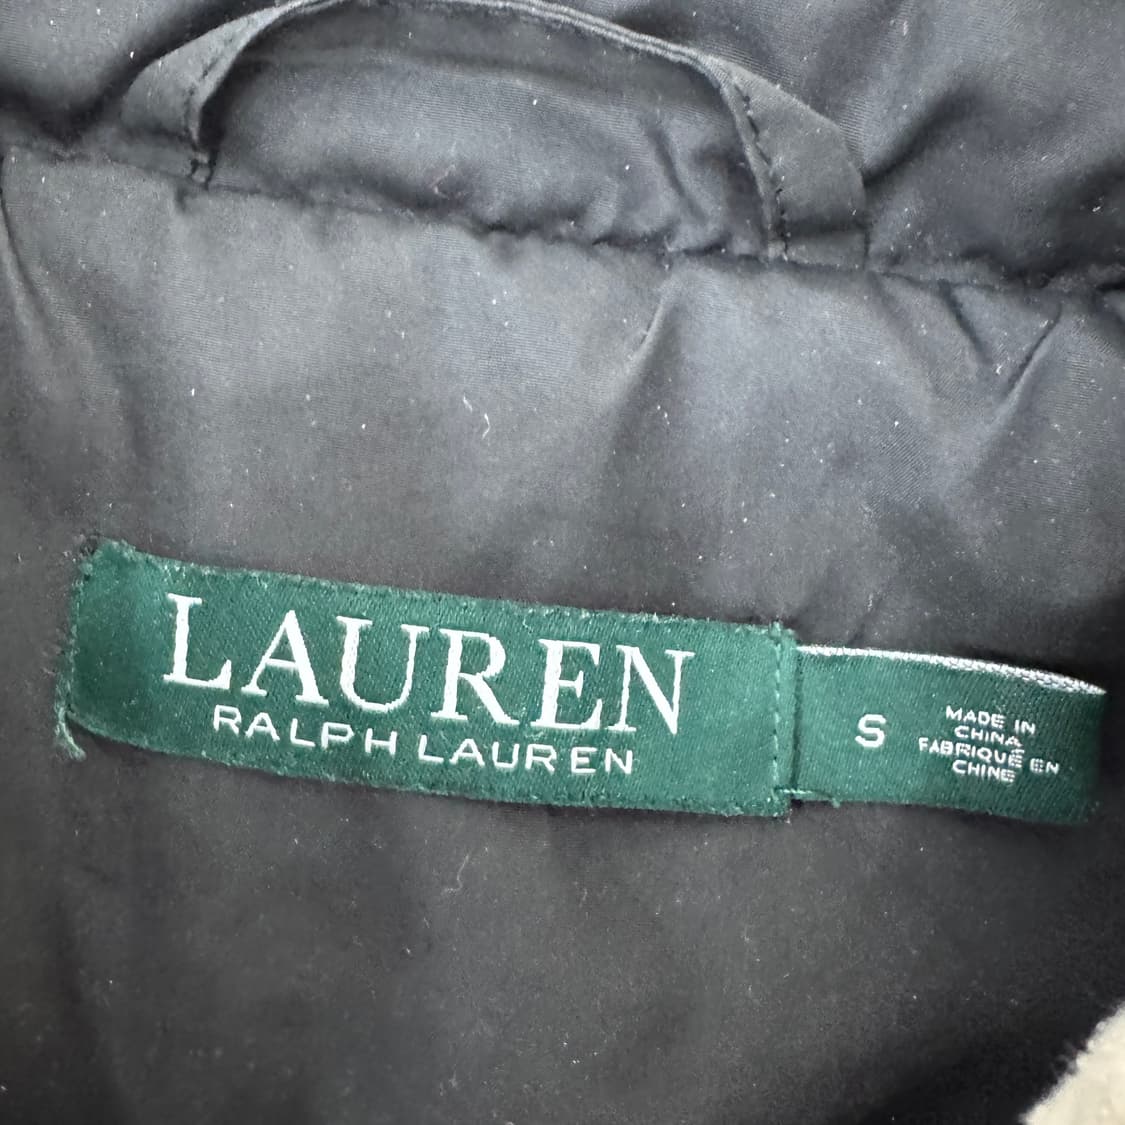 LAUREN
RALPH LAUREN
S
MADE IN
CHINA
FABRIQUÉ EN
CHINE